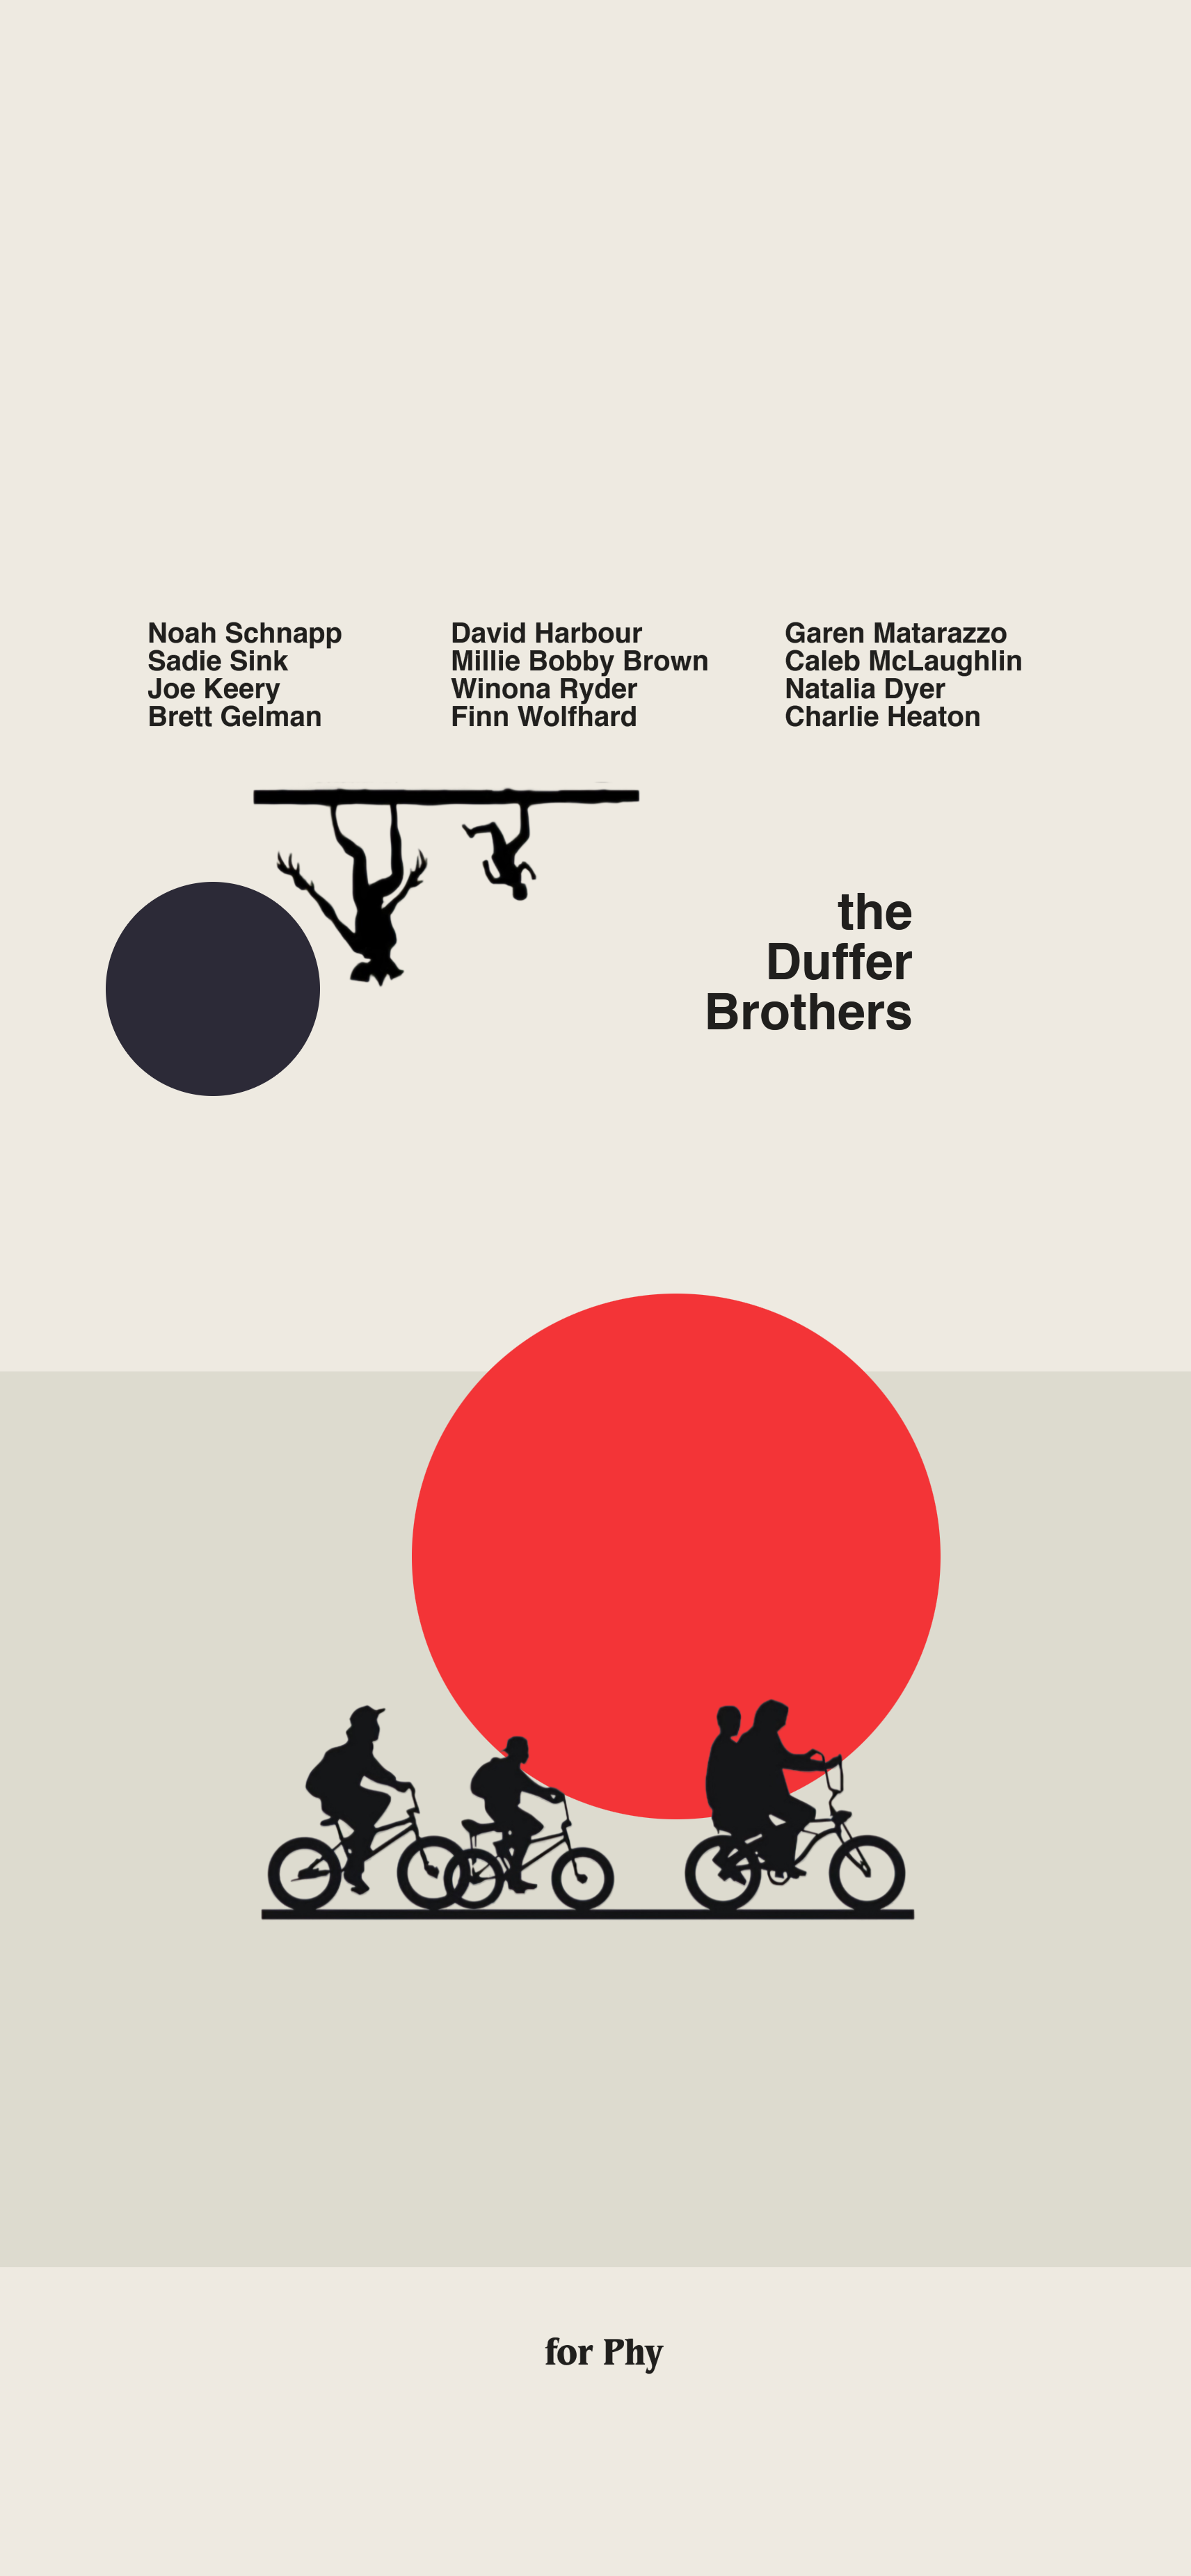 Noah Schnapp
Sadie Sink
Joe Keery
Brett Gelman
David Harbour
Millie Bobby Brown
Winona Ryder
Finn Wolfhard
Garen Matarazzo
Caleb McLaughlin
Natalia Dyer
Charlie Heaton
the
Duffer
Brothers
for Phy